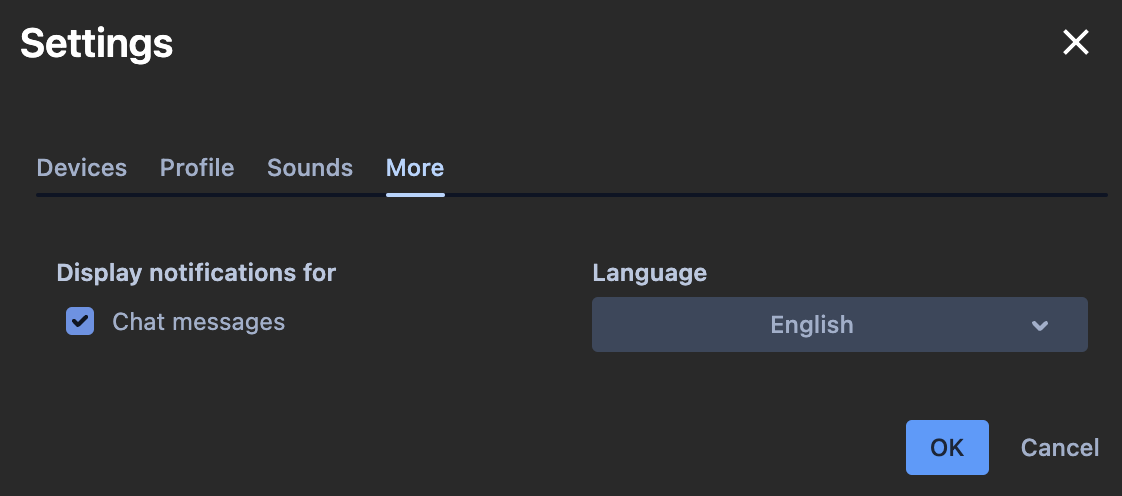 Settings
Devices Profile Sounds More
Display notifications for
Chat messages
Language
English
OK Cancel